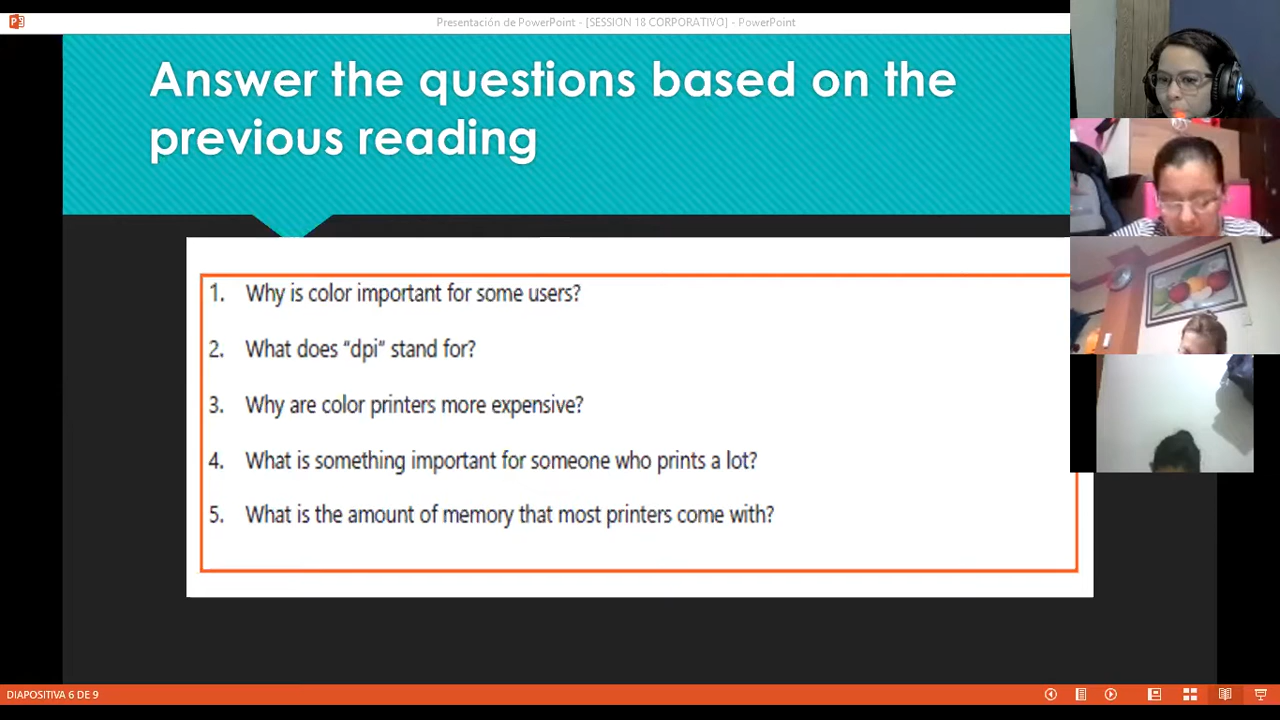 Presentación de PowerPoint - [SESSION 18 CORPORATIVO] - PowerPoint
Answer the questions based on the
previous reading
1. Why is color important for some users?
2. What does “dpi” stand for?
3. Why are color printers more expensive?
4. What is something important for someone who prints a lot?
5. What is the amount of memory that most printers come with?
DIAPOSITIVA 6 DE 9